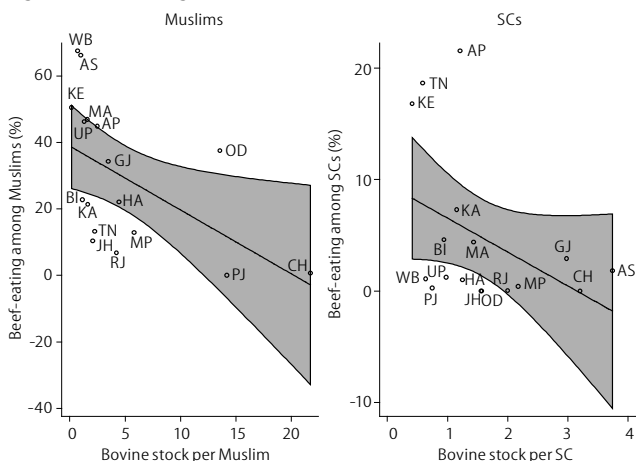 Muslims
SCs
Beef-eating among Muslims (%)
60
40
20
0
-20
-40
WB
AS
KE
MA
AP
UP
GJ
OD
BI
KA
HA
TN
JH
RJ
MP
PJ
CH
0 5 10 15 20
Bovine stock per Muslim
Beef-eating among SCs (%)
20
10
0
-10
AP
TN
KE
KA
BI
MA
GJ
WB
UP
PJ
HA
JH
OD
RJ
MP
CH
AS
0 1 2 3 4
Bovine stock per SC